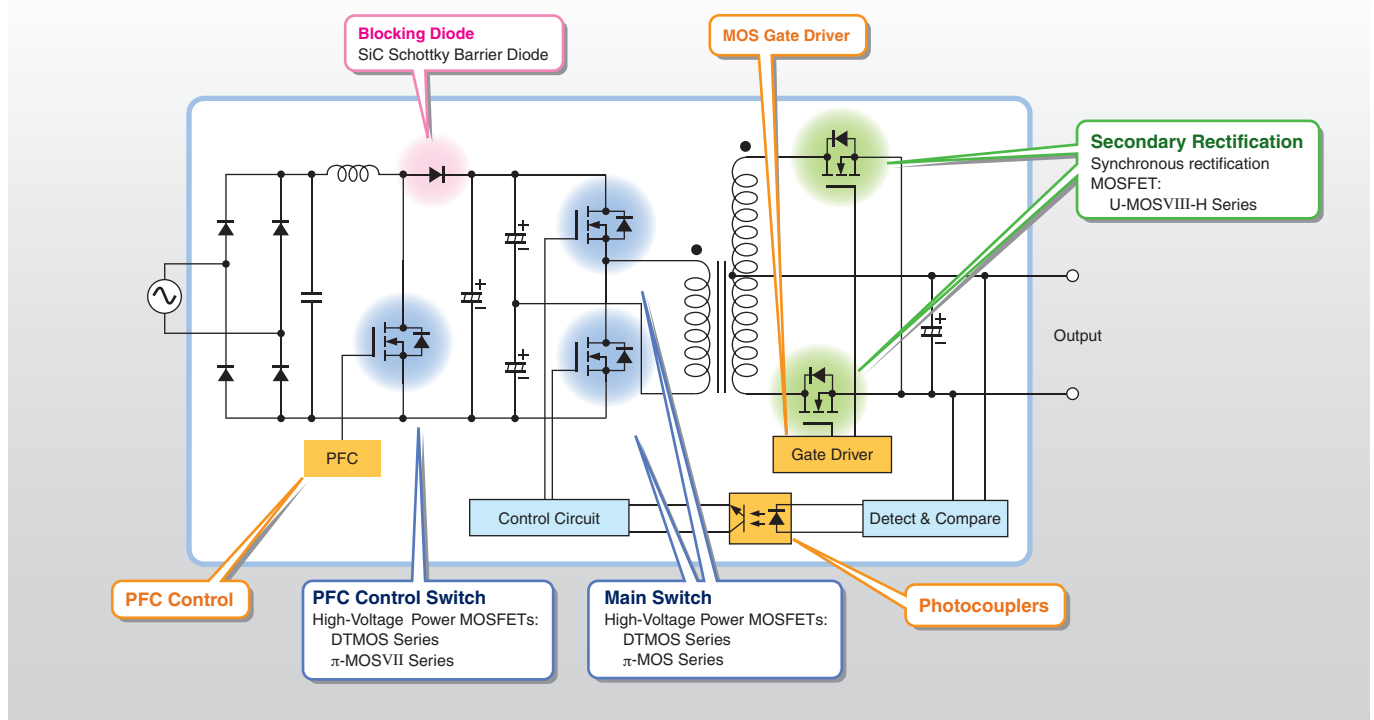 Blocking Diode
SiC Schottky Barrier Diode
MOS Gate Driver
Secondary Rectification
Synchronous rectification
MOSFET:
U-MOSVIII-H Series
+
−
+
−
+
−
+
−
Output
PFC
Gate Driver
Control Circuit
Detect & Compare
PFC Control
PFC Control Switch
High-Voltage Power MOSFETs:
DTMOS Series
π-MOSVII Series
Main Switch
High-Voltage Power MOSFETs:
DTMOS Series
π-MOS Series
Photocouplers